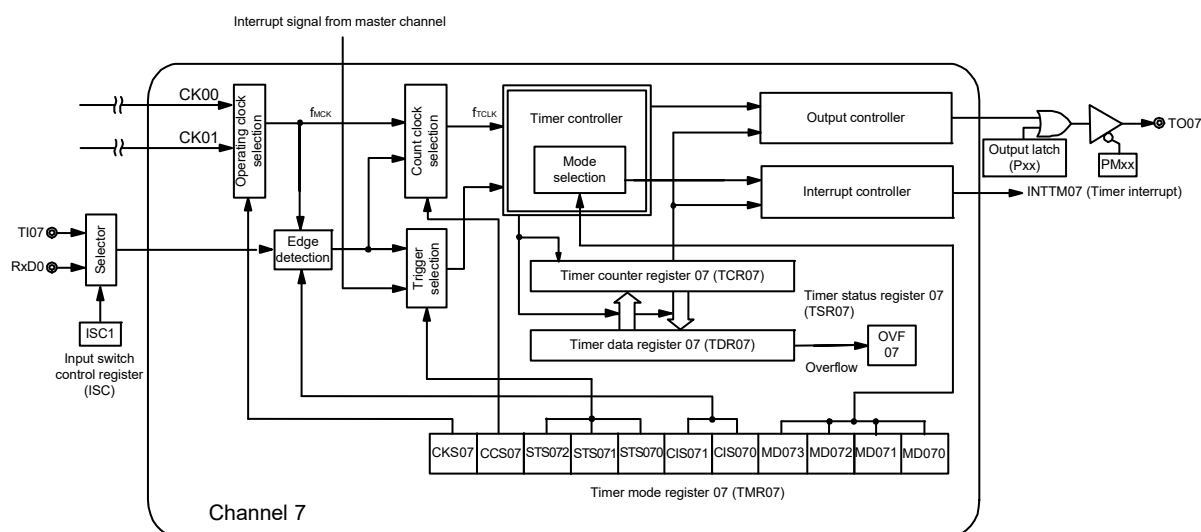 Interrupt signal from master channel
CK00
CK01
Operating clock
selection
fMCK
Count clock
selection
fTCLK
Timer controller
Mode
selection
Output controller
Interrupt controller
Output latch
(Pxx)
PMxx
TO07
INTTM07 (Timer interrupt)
TI07
RxD0
Selector
ISC1
Input switch
control register
(ISC)
Edge
detection
Trigger
selection
Timer counter register 07 (TCR07)
Timer status register 07
(TSR07)
Timer data register 07 (TDR07)
Overflow
OVF
07
CKS07
CCS07
STS072
STS071
STS070
CIS071
CIS070
MD073
MD072
MD071
MD070
Timer mode register 07 (TMR07)
Channel 7